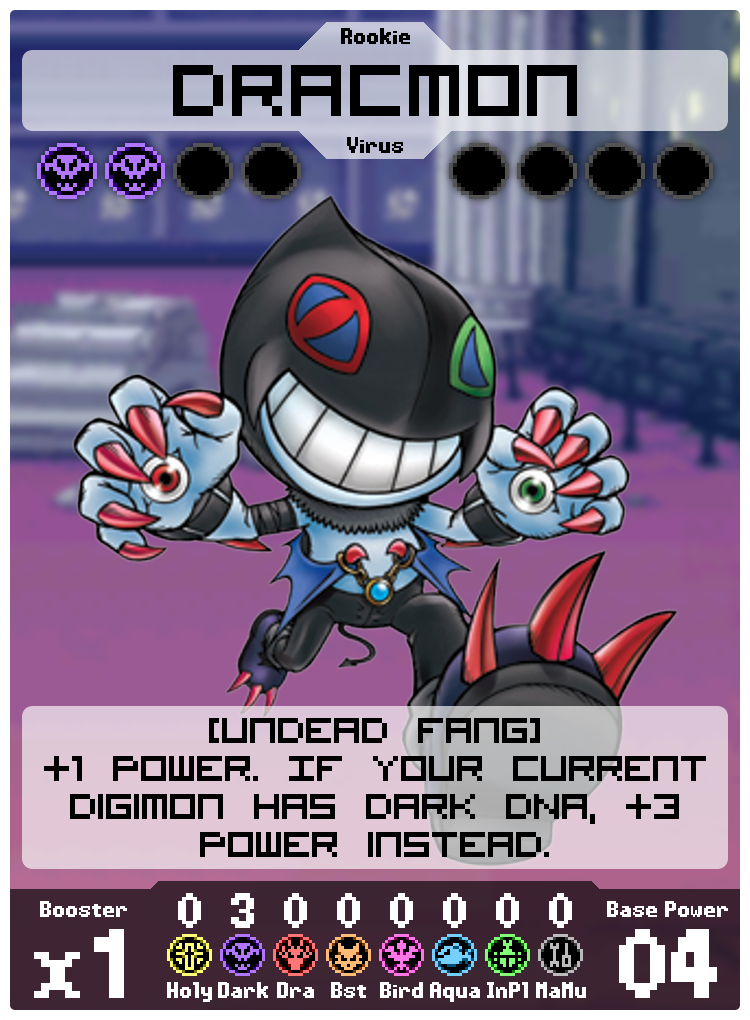 Rookie
DRACMON
Virus
[UNDEAD FANG]
+1 POWER. IF YOUR CURRENT
DIGIMON HAS DARK DNA, +3
POWER INSTEAD.
Booster
x1
0 3 0 0 0 0 0 0
Holy Dark Dra Bst Bird Aqua InPl MaMu
Base Power
04